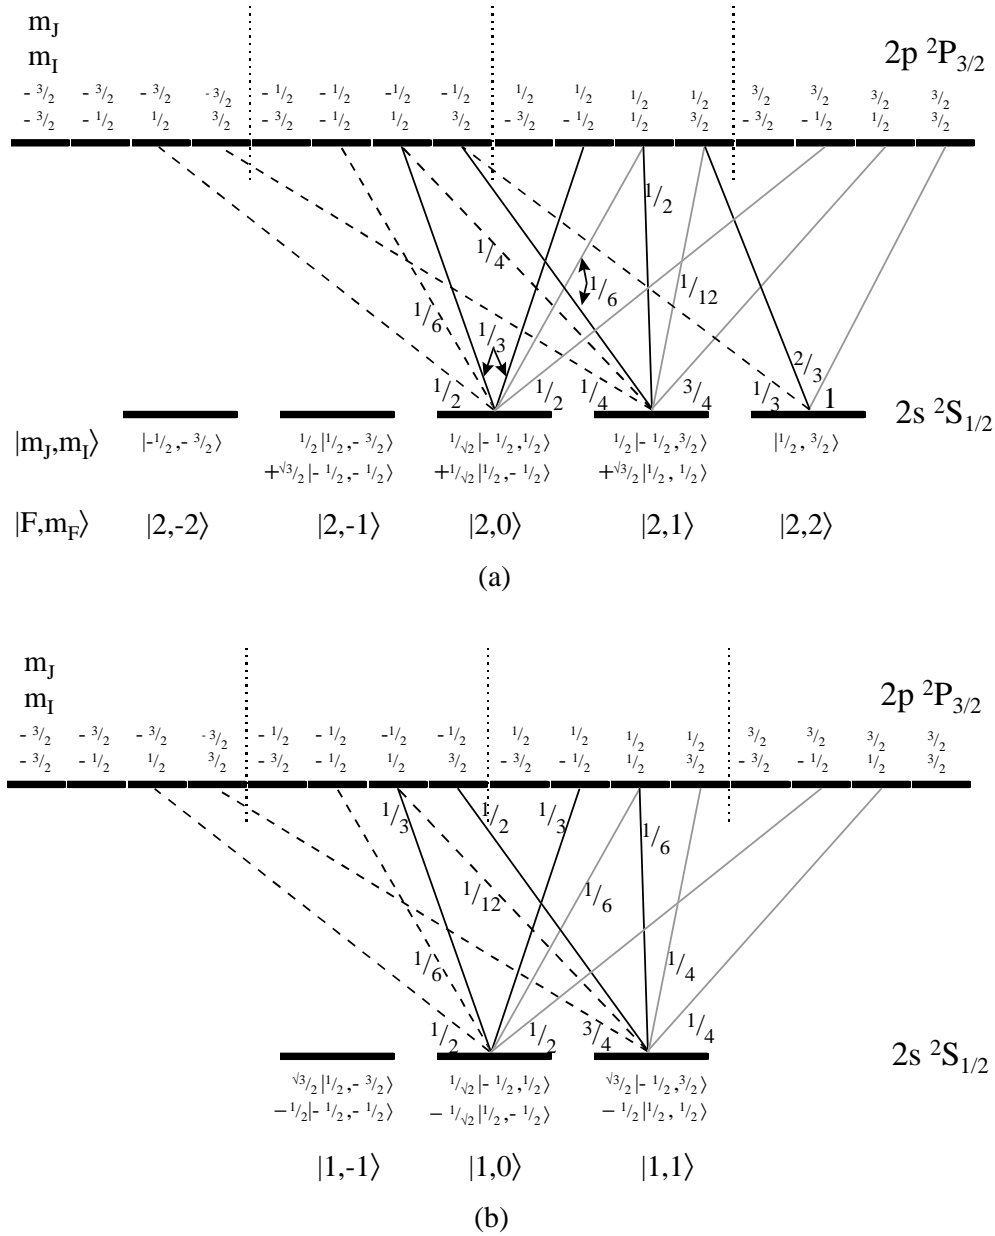 m_J
m_I
2p ²P_{3/2}
- 3/2 - 3/2 - 3/2 - 3/2 - 1/2 - 1/2 -1/2 - 1/2 1/2 1/2 1/2 1/2 3/2 3/2 3/2 3/2
- 3/2 - 1/2 1/2 3/2 - 3/2 - 1/2 1/2 3/2 - 3/2 - 1/2 1/2 3/2 - 3/2 - 1/2 1/2 3/2
1/2
1/4
1/6
1/12
1/6
1/3
2/3
1/2
1/2
1/4
3/4
1/3
1
2s ²S_{1/2}
|m_J,m_I⟩
|-1/2,- 3/2⟩ 1/2|1/2,- 3/2⟩ 1/√2|- 1/2,1/2⟩ 1/2|- 1/2,3/2⟩ |1/2, 3/2⟩
+√3/2|- 1/2,- 1/2⟩ +1/√2|1/2,- 1/2⟩ +√3/2|1/2, 1/2⟩
|F,m_F⟩ |2,-2⟩ |2,-1⟩ |2,0⟩ |2,1⟩ |2,2⟩
(a)
m_J
m_I
2p ²P_{3/2}
- 3/2 - 3/2 - 3/2 - 3/2 - 1/2 - 1/2 -1/2 - 1/2 1/2 1/2 1/2 1/2 3/2 3/2 3/2 3/2
- 3/2 - 1/2 1/2 3/2 - 3/2 - 1/2 1/2 3/2 - 3/2 - 1/2 1/2 3/2 - 3/2 - 1/2 1/2 3/2
1/3
1/2
1/3
1/6
1/12
1/6
1/6
1/4
1/2
1/2
3/4
1/4
2s ²S_{1/2}
√3/2|1/2,- 3/2⟩ 1/√2|- 1/2,1/2⟩ √3/2|- 1/2,3/2⟩
− 1/2|- 1/2,- 1/2⟩ − 1/√2|1/2,- 1/2⟩ − 1/2|1/2, 1/2⟩
|1,-1⟩ |1,0⟩ |1,1⟩
(b)